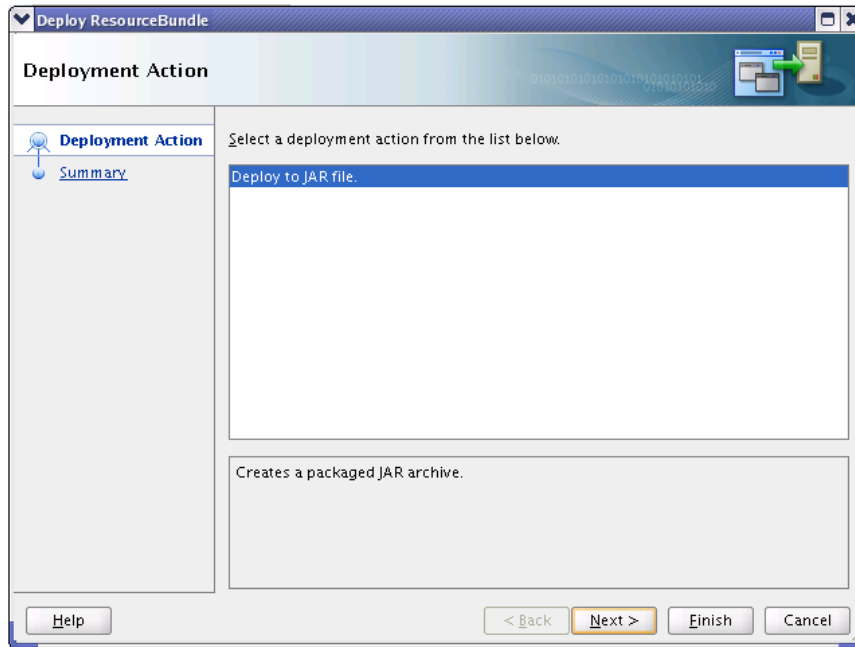 Deploy ResourceBundle
Deployment Action
Deployment Action
Summary
Select a deployment action from the list below.
Deploy to JAR file.
Creates a packaged JAR archive.
Help
< Back
Next >
Finish
Cancel